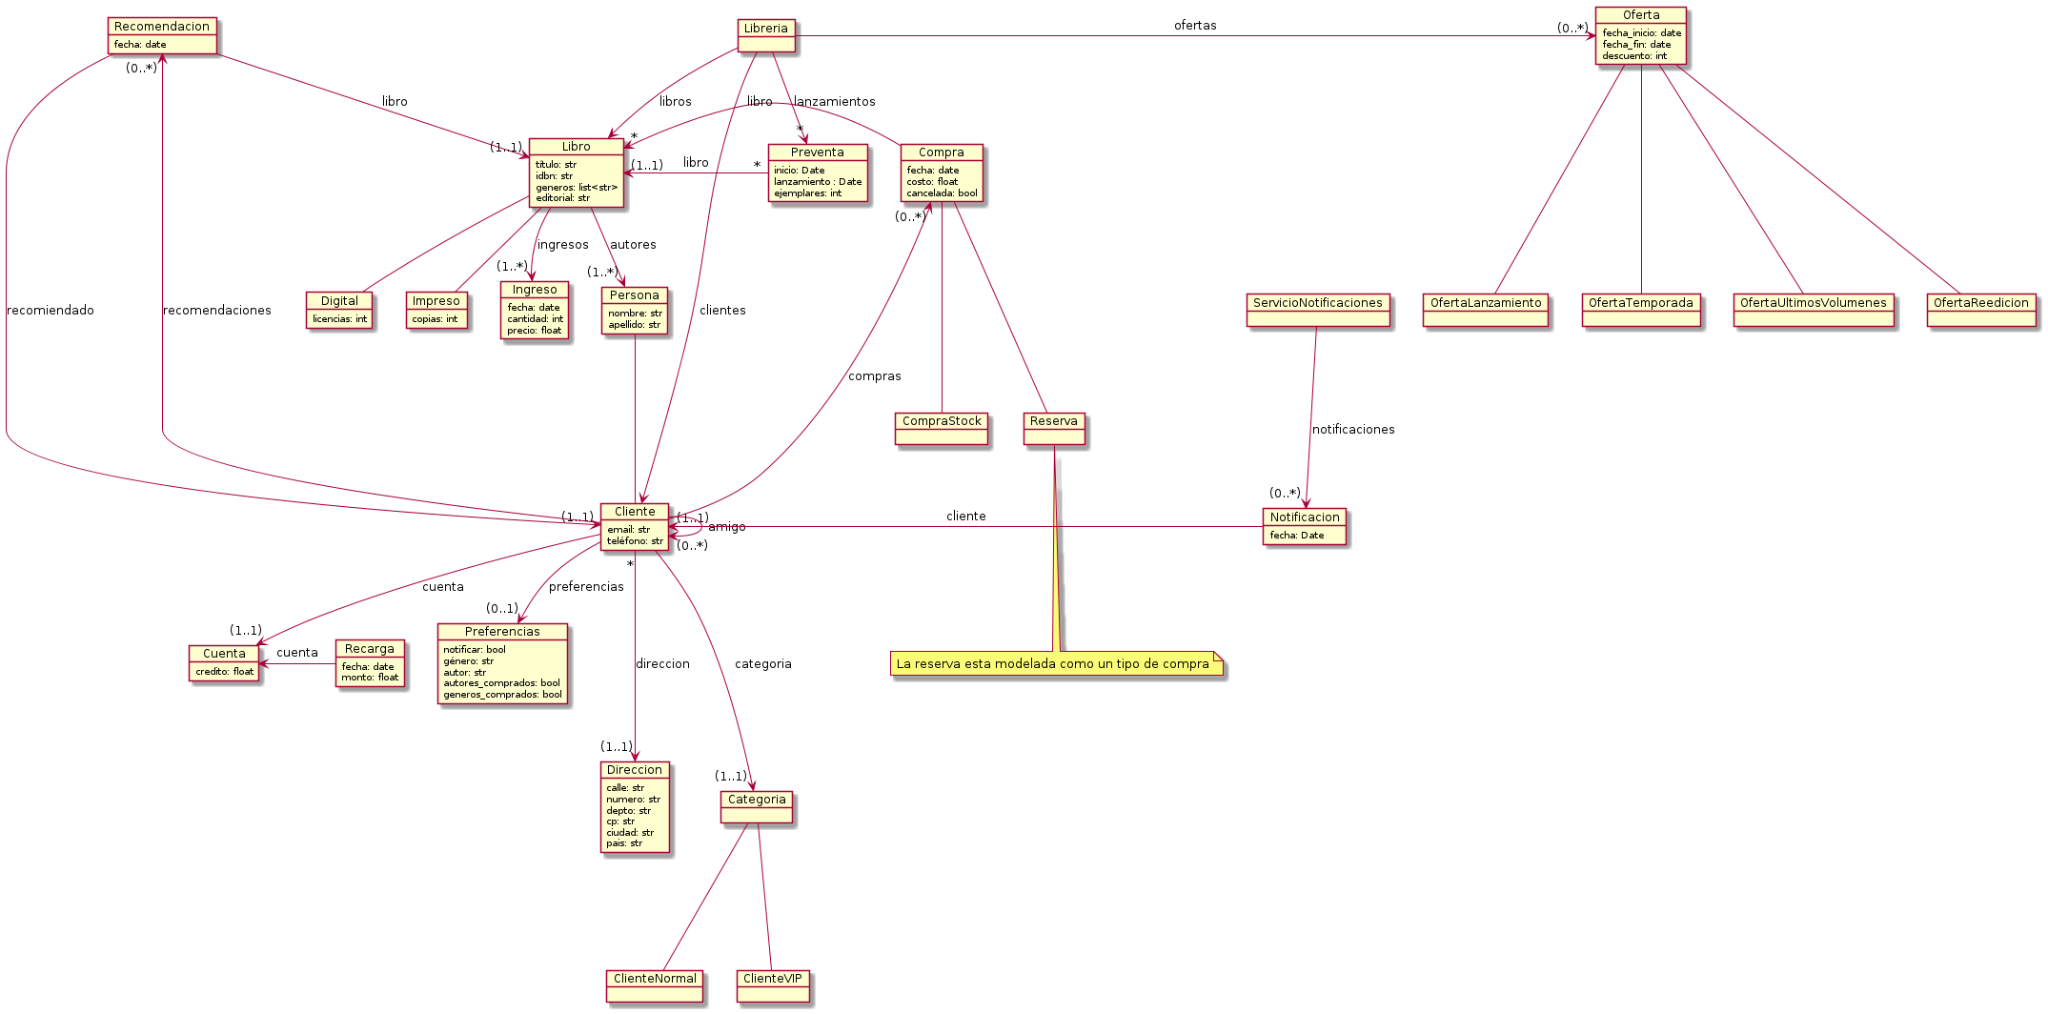 Recomendacion
fecha: date
(0..*)
Libreria
ofertas
(0..*)
Oferta
fecha_inicio: date
fecha_fin: date
descuento: int
libro
libros
libro
lanzamientos
*
*
(1..1)
Libro
título: str
idbn: str
generos: list<str>
editorial: str
(1..1)
libro
*
Preventa
inicio: Date
lanzamiento : Date
ejemplares: int
Compra
fecha: date
costo: float
cancelada: bool
(0..*)
ingresos
autores
(1..*)
(1..*)
Digital
licencias: int
Impreso
copias: int
Ingreso
fecha: date
cantidad: int
precio: float
Persona
nombre: str
apellido: str
recomiendado
recomendaciones
clientes
ServicioNotificaciones
OfertaLanzamiento
OfertaTemporada
OfertaUltimosVolumenes
OfertaReedicion
compras
CompraStock
Reserva
notificaciones
(0..*)
(1..1)
Cliente
email: str
teléfono: str
(1..1)
amigo
(0..*)
*
cliente
Notificacion
fecha: Date
cuenta
preferencias
(0..1)
(1..1)
Cuenta
credito: float
cuenta
Recarga
fecha: date
monto: float
Preferencias
notificar: bool
género: str
autor: str
autores_comprados: bool
generos_comprados: bool
direccion
categoria
La reserva esta modelada como un tipo de compra
(1..1)
Direccion
calle: str
numero: str
depto: str
cp: str
ciudad: str
pais: str
(1..1)
Categoria
ClienteNormal
ClienteVIP